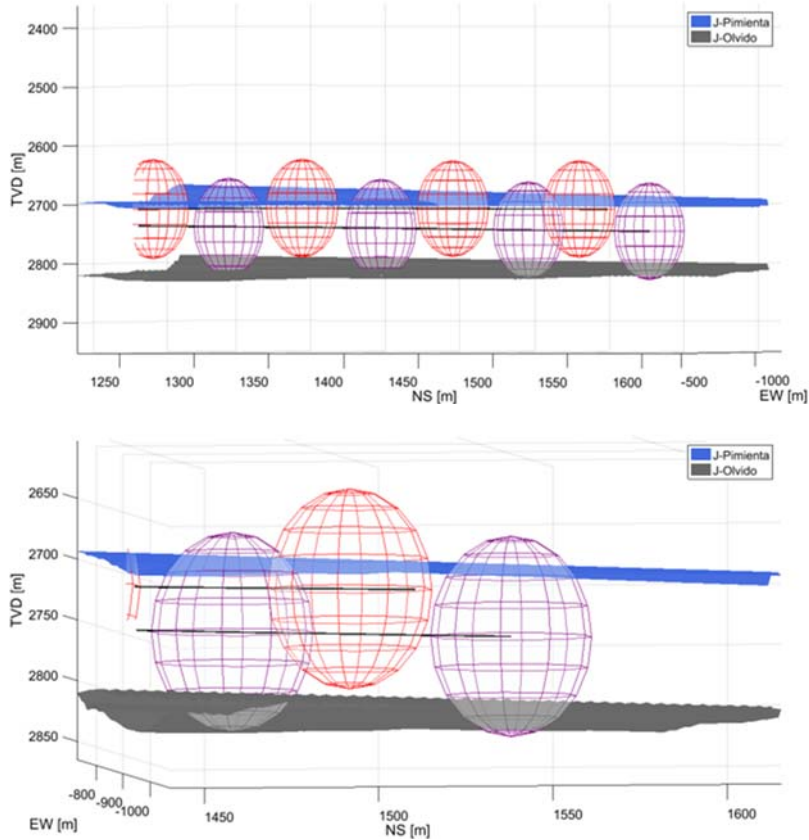 2400
J-Pimienta
J-Olvido
2500
2600
TVD [m]
2700
2800
2900
1250 1300 1350 1400 1450 1500 1550 1600 -500 -1000
NS [m] EW [m]
J-Pimienta
J-Olvido
2650
2700
TVD [m]
2750
2800
2850
-800
-900
-1000
1450 1500 1550 1600
EW [m] NS [m]